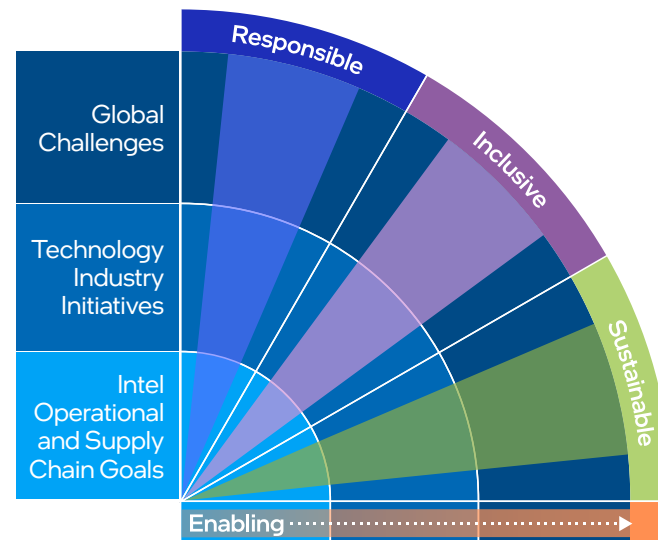 Responsible
Inclusive
Sustainable
Global
Challenges
Technology
Industry
Initiatives
Intel
Operational
and Supply
Chain Goals
Enabling